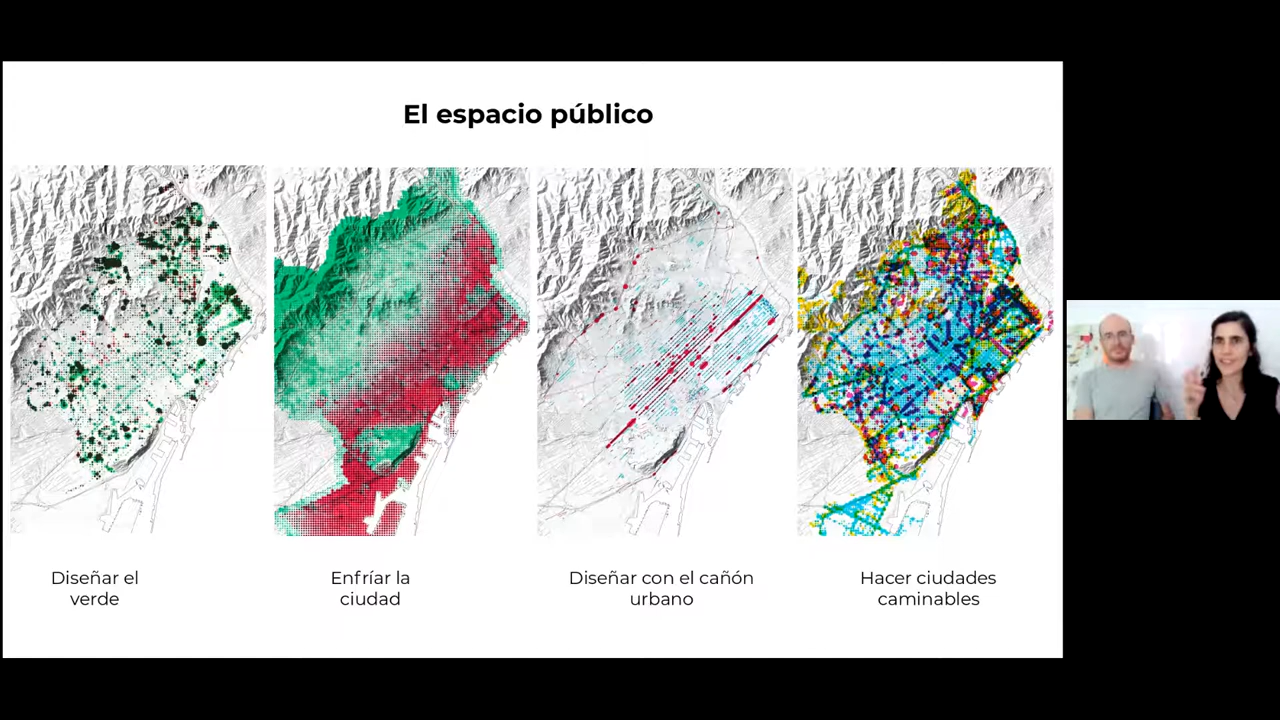 El espacio público
Diseñar el
verde
Enfríar la
ciudad
Diseñar con el cañón
urbano
Hacer ciudades
caminables